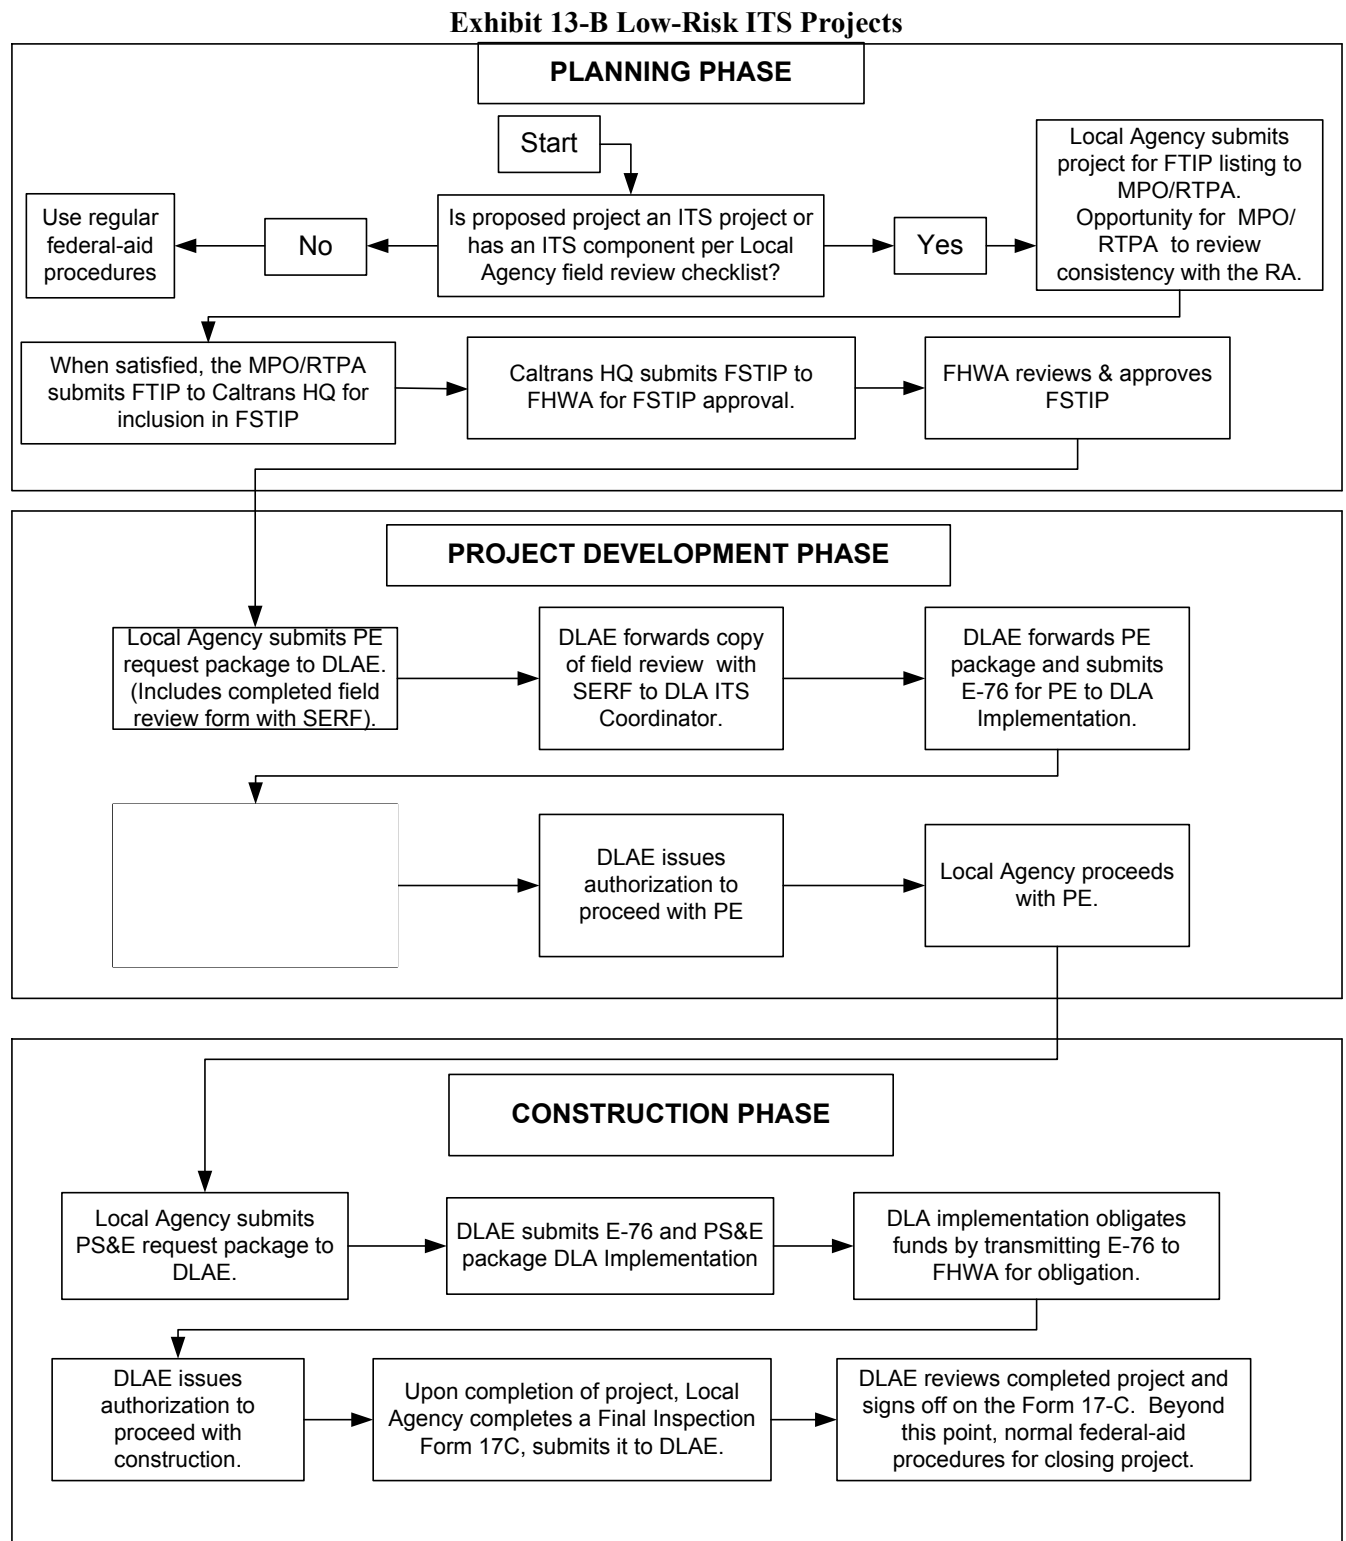 Exhibit 13-B Low-Risk ITS Projects
PLANNING PHASE
Start
Is proposed project an ITS project or
has an ITS component per Local
Agency field review checklist?
No
Use regular
federal-aid
procedures
Yes
Local Agency submits
project for FTIP listing to
MPO/RTPA.
Opportunity for MPO/
RTPA to review
consistency with the RA.
When satisfied, the MPO/RTPA
submits FTIP to Caltrans HQ for
inclusion in FSTIP
Caltrans HQ submits FSTIP to
FHWA for FSTIP approval.
FHWA reviews & approves
FSTIP
PROJECT DEVELOPMENT PHASE
Local Agency submits PE
request package to DLAE.
(Includes completed field
review form with SERF).
DLAE forwards copy
of field review with
SERF to DLA ITS
Coordinator.
DLAE forwards PE
package and submits
E-76 for PE to DLA
Implementation.
DLAE issues
authorization to
proceed with PE
Local Agency proceeds
with PE.
CONSTRUCTION PHASE
Local Agency submits
PS&E request package to
DLAE.
DLAE submits E-76 and PS&E
package DLA Implementation
DLA implementation obligates
funds by transmitting E-76 to
FHWA for obligation.
DLAE issues
authorization to
proceed with
construction.
Upon completion of project, Local
Agency completes a Final Inspection
Form 17C, submits it to DLAE.
DLAE reviews completed project and
signs off on the Form 17-C. Beyond
this point, normal federal-aid
procedures for closing project.